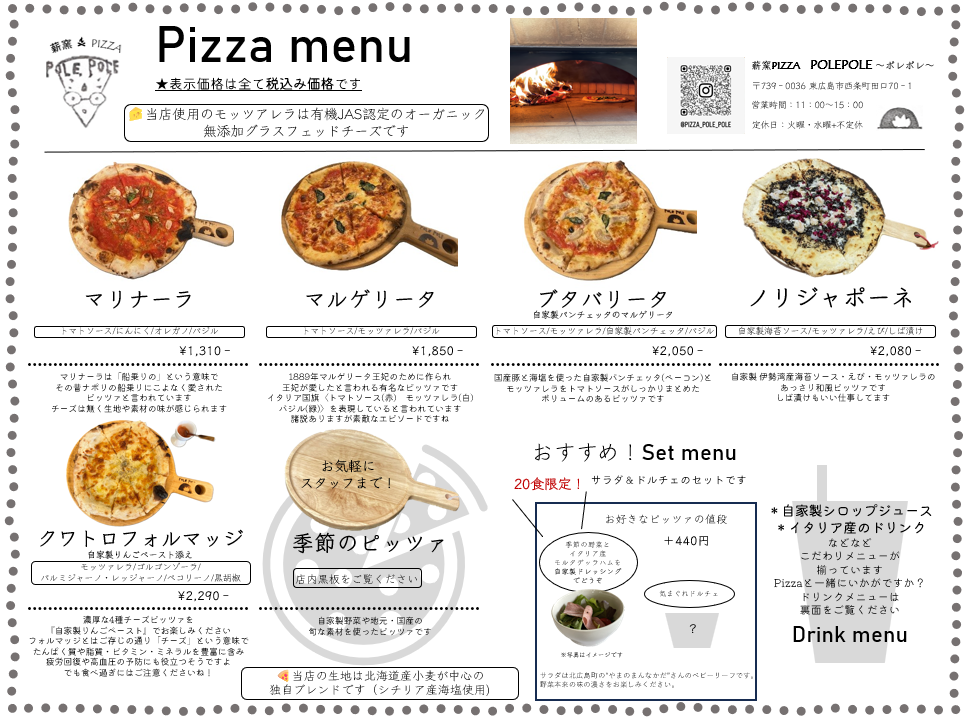 薪窯 PIZZA
POLE POLE
Pizza menu
★表示価格は全て税込み価格です
🧀当店使用のモッツアレラは有機JAS認定のオーガニック
無添加グラスフェッドチーズです
@PIZZA_POLE_POLE
薪窯PIZZA POLEPOLE ～ポレポレ～
〒739－0036 東広島市西条町田口70－1
営業時間：11：00～15：00
定休日：火曜・水曜+不定休
マリナーラ
トマトソース/にんにく/オレガノ/バジル
¥1,310－
マリナーラは「船乗りの」という意味で
その昔ナポリの船乗りにこよなく愛された
ピッツァと言われています
チーズは無く生地や素材の味が感じられます
マルゲリータ
トマトソース/モッツァレラ/バジル
¥1,850－
1889年マルゲリータ王妃のために作られ
王妃が愛したと言われる有名なピッツァです
イタリア国旗（トマトソース(赤) モッツァレラ(白)
バジル(緑)）を表現していると言われています
諸説ありますが素敵なエピソードですね
ブタバリータ
自家製パンチェッタのマルゲリータ
トマトソース/モッツァレラ/自家製パンチェッタ/バジル
¥2,050－
国産豚と海塩を使った自家製パンチェッタ(ベーコン)と
モッツァレラをトマトソースがしっかりまとめた
ボリュームのあるピッツァです
ノリジャポーネ
自家製海苔ソース/モッツァレラ/えび/しば漬け
¥2,080－
自家製 伊勢湾産海苔ソース・えび・モッツァレラの
あっさり和風ピッツァです
しば漬けもいい仕事してます
クワトロフォルマッジ
自家製りんごペースト添え
モッツァレラ/ゴルゴンゾーラ/
パルミジャーノ・レッジャーノ/ペコリーノ/黒胡椒
¥2,290－
濃厚な4種チーズピッツァを
『自家製りんごペースト』でお楽しみください
フォルマッジとはご存じの通り「チーズ」という意味で
たんぱく質や脂質・ビタミン・ミネラルを豊富に含み
疲労回復や高血圧の予防にも役立つそうですよ
でも食べ過ぎにはご注意くださいね！
お気軽に
スタッフまで！
季節のピッツァ
店内黒板をご覧ください
自家製野菜や地元・国産の
旬な素材を使ったピッツァです
🍕当店の生地は北海道産小麦が中心の
独自ブレンドです（シチリア産海塩使用)
おすすめ！Set menu
20食限定！
サラダ＆ドルチェのセットです
お好きなピッツァの値段
＋440円
季節の野菜と
イタリア産
モルタデッラハムを
自家製ドレッシング
でどうぞ
気まぐれドルチェ
？
※写真はイメージです
サラダは北広島町の"やまのまんなかだ"さんのベビーリーフです。
野菜本来の味の濃さをお楽しみください。
＊自家製シロップジュース
＊イタリア産のドリンク
などなど
こだわりメニューが
揃っています
Pizzaと一緒にいかがですか？
ドリンクメニューは
裏面をご覧ください
Drink menu